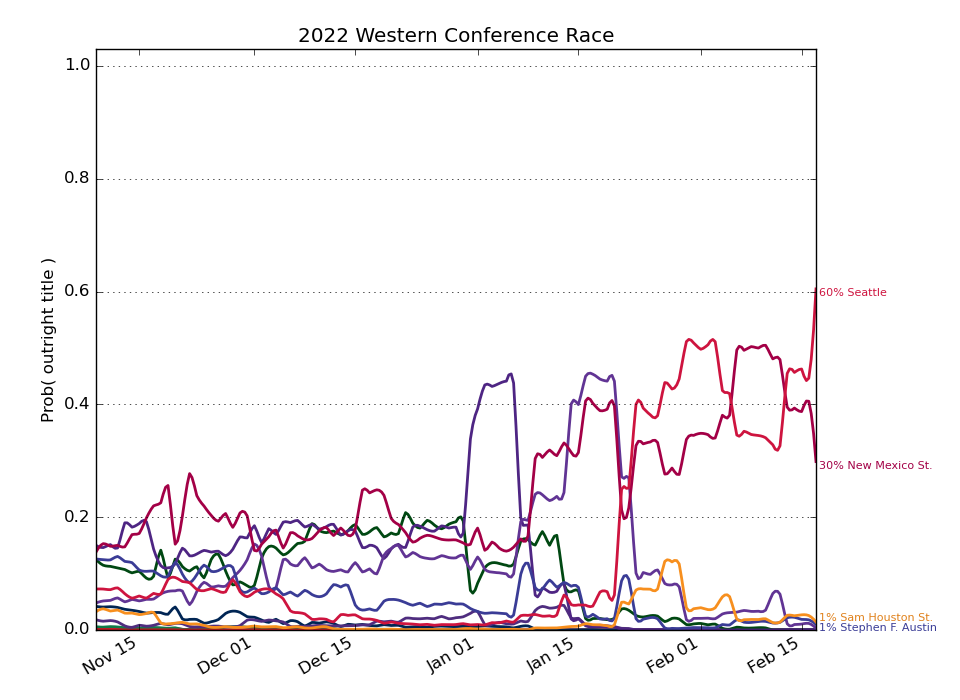 2022 Western Conference Race
Prob( outright title )
1.0
0.8
0.6
0.4
0.2
0.0
Nov 15
Dec 01
Dec 15
Jan 01
Jan 15
Feb 01
Feb 15
60% Seattle
30% New Mexico St.
1% Sam Houston St.
1% Stephen F. Austin